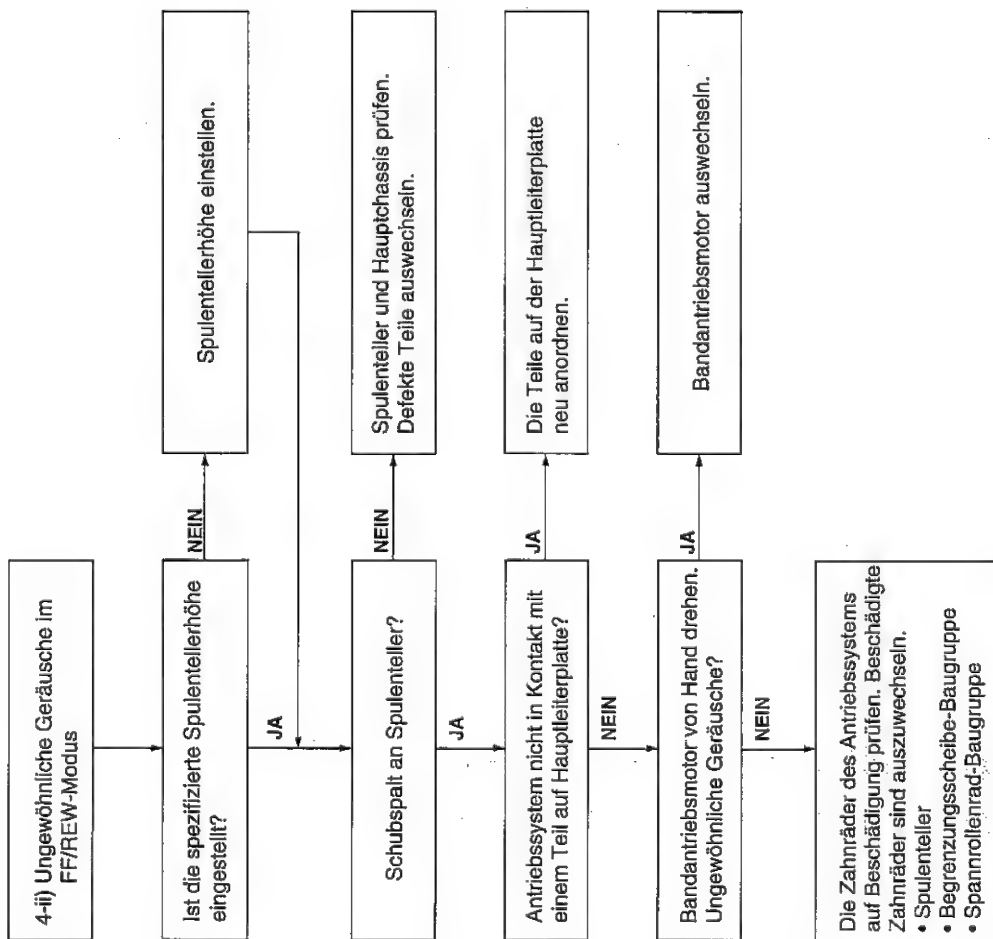 4-ii) Ungewöhnliche Geräusche im
FF/REW-Modus
Ist die spezifizierte Spulentellerhöhe
eingestellt?
NEIN
Spulentellerhöhe einstellen.
JA
Schubspalt an Spulenteller?
NEIN
Spulenteller und Hauptchassis prüfen.
Defekte Teile auswechseln.
JA
Antriebssystem nicht in Kontakt mit
einem Teil auf Hauptleiterplatte?
JA
Die Teile auf der Hauptleiterplatte
neu anordnen.
NEIN
Bandantriebsmotor von Hand drehen.
Ungewöhnliche Geräusche?
JA
Bandantriebsmotor auswechseln.
NEIN
Die Zahnräder des Antriebssystems
auf Beschädigung prüfen. Beschädigte
Zahnräder sind auszuwechseln.
• Spulenteller
• Begrenzungsscheibe-Baugruppe
• Spannrollenrad-Baugruppe